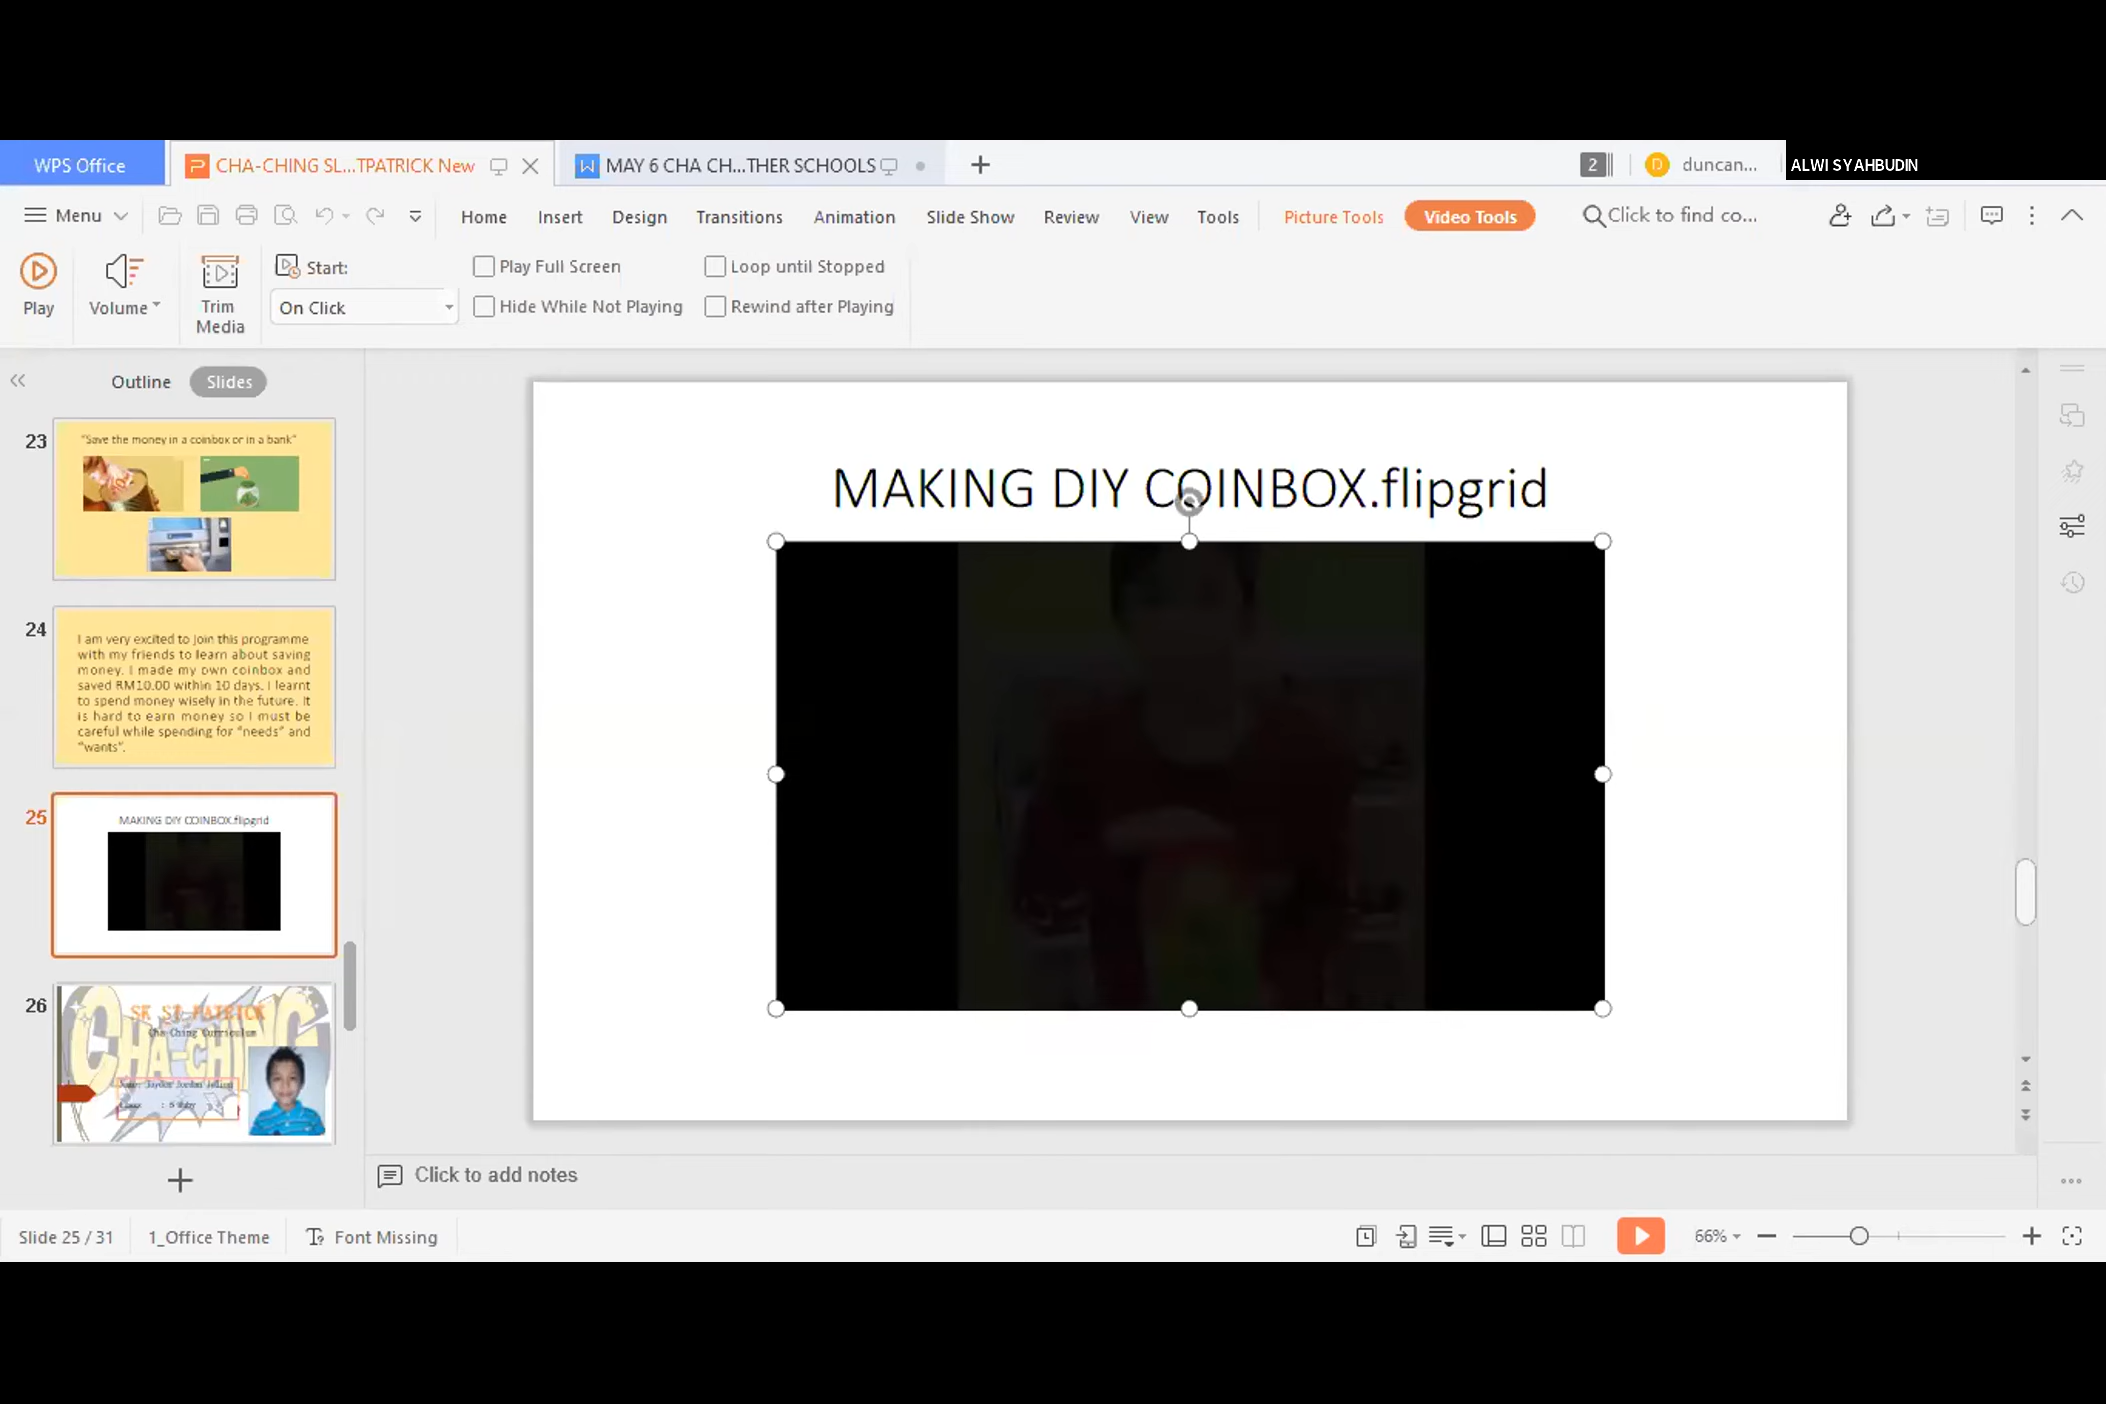 WPS Office
CHA-CHING SL...TPATRICK New
MAY 6 CHA CH...THER SCHOOLS
2
D
duncan...
ALWI SYAHBUDIN
Menu
Home
Insert
Design
Transitions
Animation
Slide Show
Review
View
Tools
Picture Tools
Video Tools
Click to find co...
Play
Volume
Trim
Media
Start:
On Click
Play Full Screen
Hide While Not Playing
Loop until Stopped
Rewind after Playing
Outline
Slides
23
"Save the money in a coinbox or in a bank"
24
I am very excited to join this programme
with my friends to learn about saving
money. I made my own coinbox and
saved RM10.00 within 10 days. I learnt
to spend money wisely in the future. It
is hard to earn money so I must be
careful while spending for "needs" and
"wants".
25
MAKING DIY COINBOX.flipgrid
26
SK ST PATRICK
Cha-Ching Curriculum
CHA-CHING
MAKING DIY COINBOX.flipgrid
Click to add notes
Slide 25 / 31
1_Office Theme
Font Missing
66%